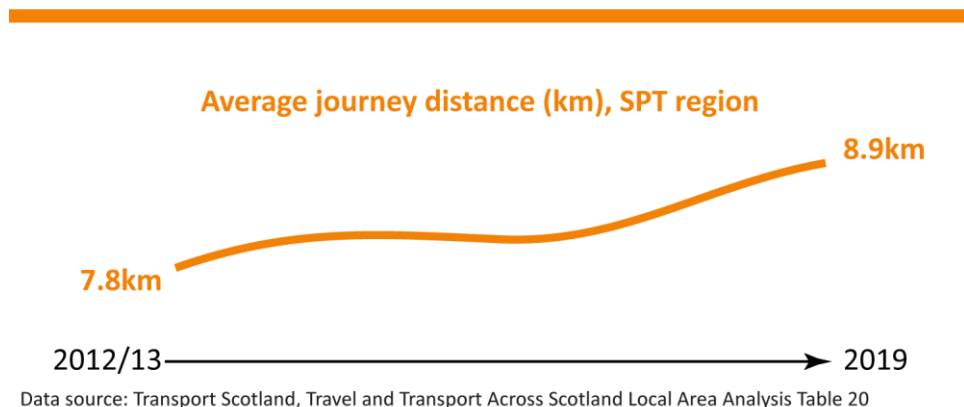 Average journey distance (km), SPT region
8.9km
7.8km
2012/13 2019
Data source: Transport Scotland, Travel and Transport Across Scotland Local Area Analysis Table 20